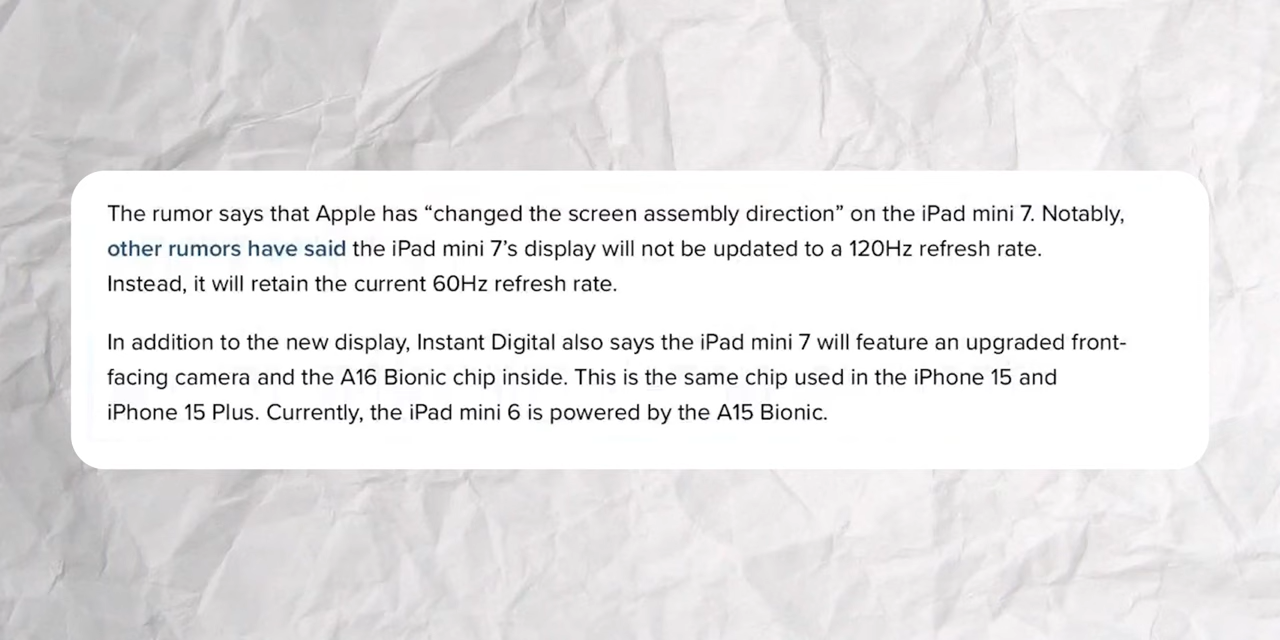 The rumor says that Apple has “changed the screen assembly direction” on the iPad mini 7. Notably,
other rumors have said the iPad mini 7’s display will not be updated to a 120Hz refresh rate.
Instead, it will retain the current 60Hz refresh rate.
In addition to the new display, Instant Digital also says the iPad mini 7 will feature an upgraded front-
facing camera and the A16 Bionic chip inside. This is the same chip used in the iPhone 15 and
iPhone 15 Plus. Currently, the iPad mini 6 is powered by the A15 Bionic.